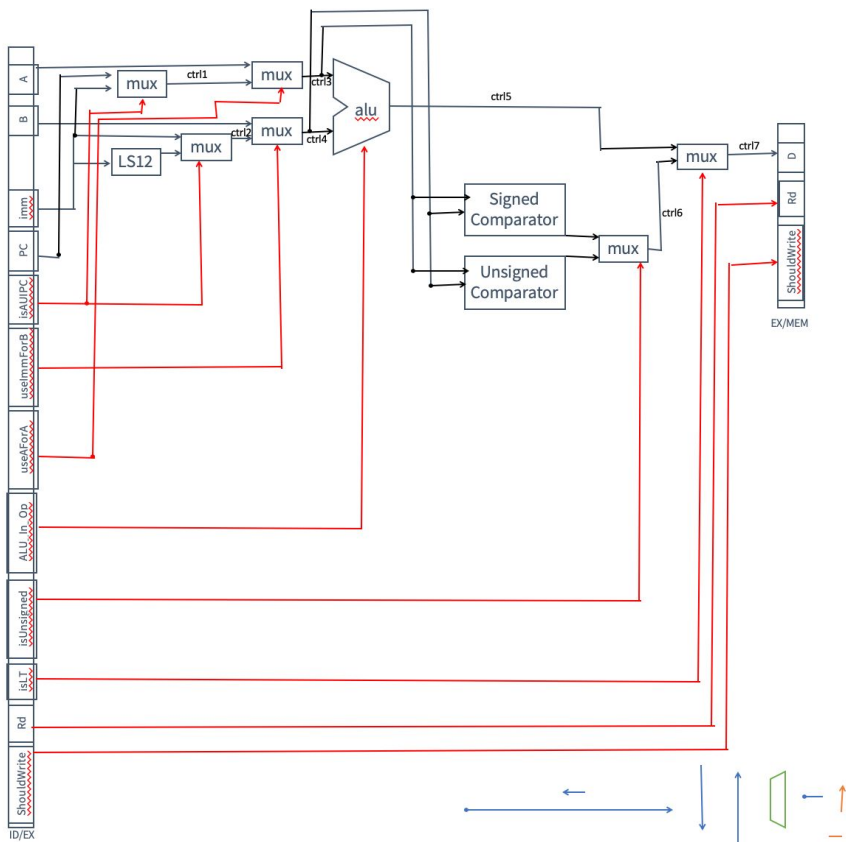 A
B
imm
PC
isAUIPC
useImmForB
useAForA
ALU_In_Op
isUnsigned
isLT
Rd
ShouldWrite
ID/EX
mux
ctrl1
mux
ctrl3
mux
ctrl2
mux
ctrl4
LS12
alu
ctrl5
Signed
Comparator
Unsigned
Comparator
mux
ctrl6
mux
ctrl7
D
Rd
ShouldWrite
EX/MEM